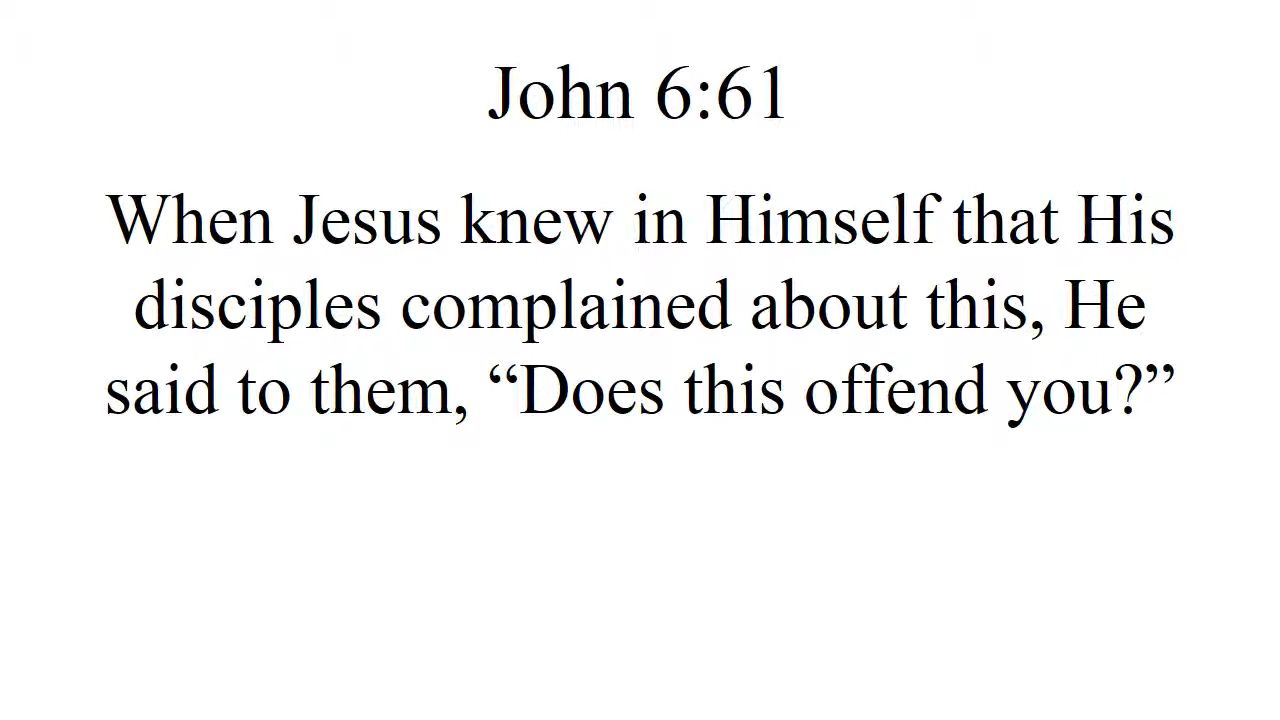 John 6:61
When Jesus knew in Himself that His
disciples complained about this, He
said to them, “Does this offend you?”